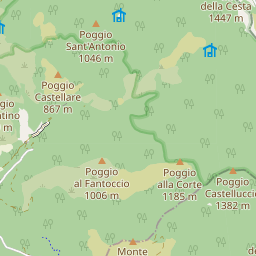 della Cesta
1447 m
Poggio
Sant'Antonio
1046 m
Poggio
Castellare
867 m
m
Poggio
al Fantoccio
1006 m
Poggio
alla Corte
1185 m
Poggio
1382 m
Monte